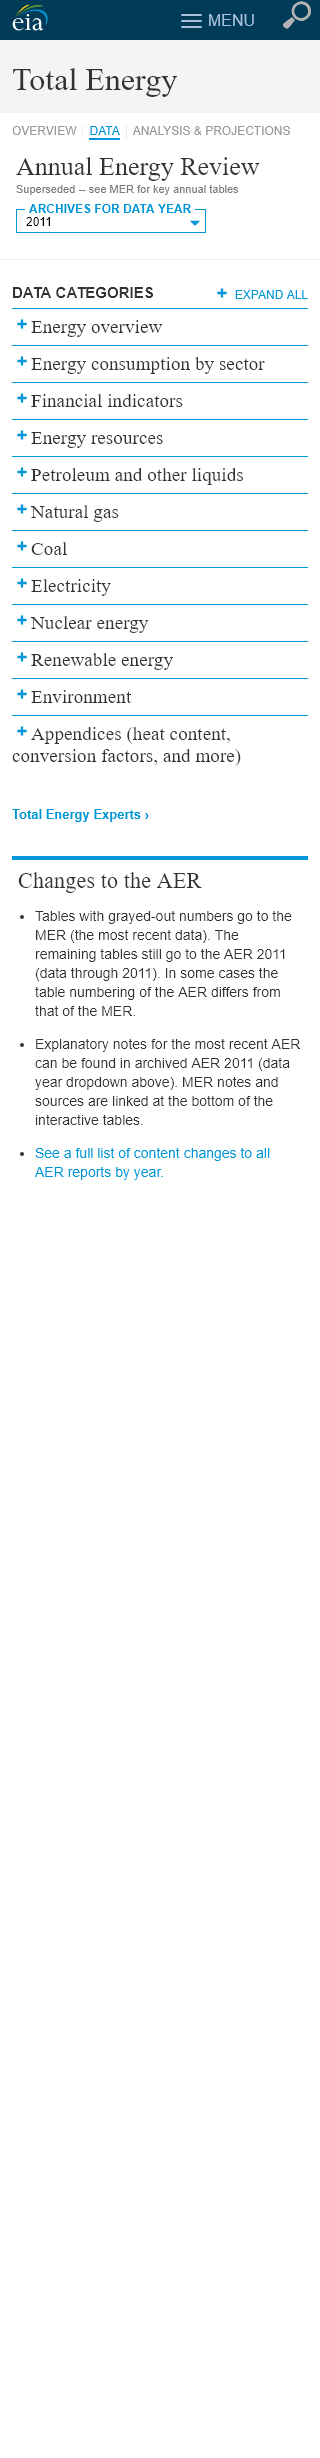 eia
MENU
Total Energy
OVERVIEW DATA ANALYSIS & PROJECTIONS
Annual Energy Review
Superseded -- see MER for key annual tables
ARCHIVES FOR DATA YEAR
2011
DATA CATEGORIES
+ EXPAND ALL
+ Energy overview
+ Energy consumption by sector
+ Financial indicators
+ Energy resources
+ Petroleum and other liquids
+ Natural gas
+ Coal
+ Electricity
+ Nuclear energy
+ Renewable energy
+ Environment
+ Appendices (heat content,
conversion factors, and more)
Total Energy Experts ›
Changes to the AER
• Tables with grayed-out numbers go to the
MER (the most recent data). The
remaining tables still go to the AER 2011
(data through 2011). In some cases the
table numbering of the AER differs from
that of the MER.
• Explanatory notes for the most recent AER
can be found in archived AER 2011 (data
year dropdown above). MER notes and
sources are linked at the bottom of the
interactive tables.
• See a full list of content changes to all
AER reports by year.